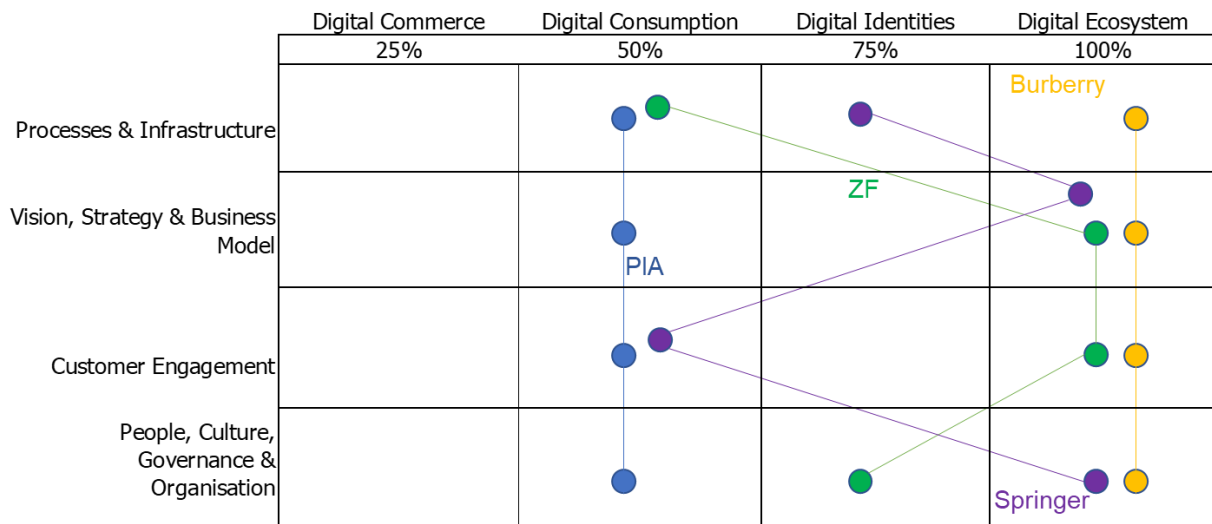 Digital Commerce Digital Consumption Digital Identities Digital Ecosystem
25% 50% 75% 100%
Burberry
Processes & Infrastructure
ZF
Vision, Strategy & Business
Model
PIA
Customer Engagement
People, Culture,
Governance &
Organisation
Springer